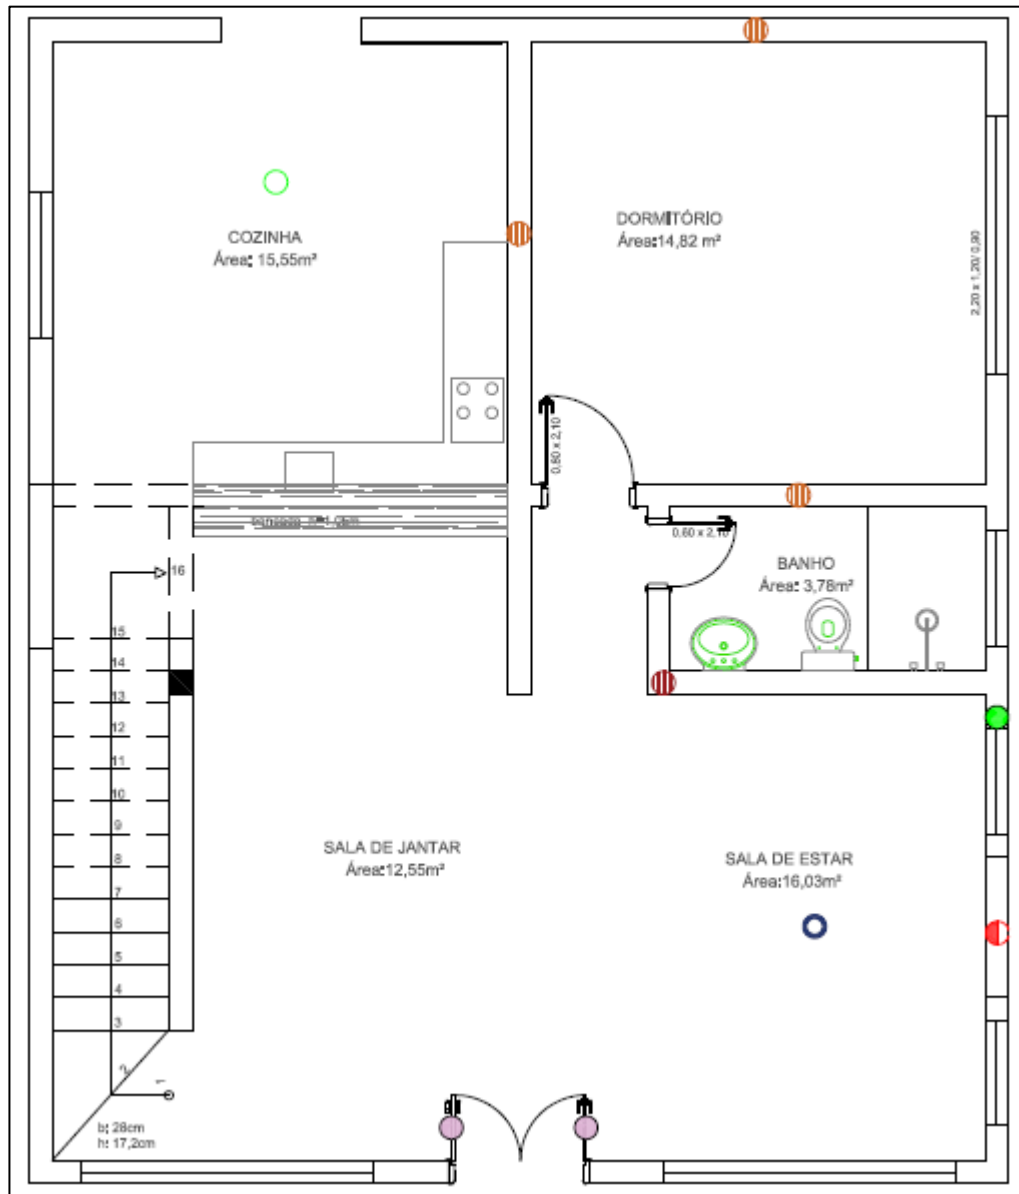 COZINHA
Área: 15,55m²
DORMITÓRIO
Área:14,82 m²
2,20 x 1,20/ 0,90
0,80 x 2,10
0,60 x 2,10
BANHO
Área: 3,78m²
16
15
14
13
12
11
10
9
8
7
6
5
4
3
2
1
SALA DE JANTAR
Área:12,55m²
SALA DE ESTAR
Área:16,03m²
b: 28cm
h: 17,2cm